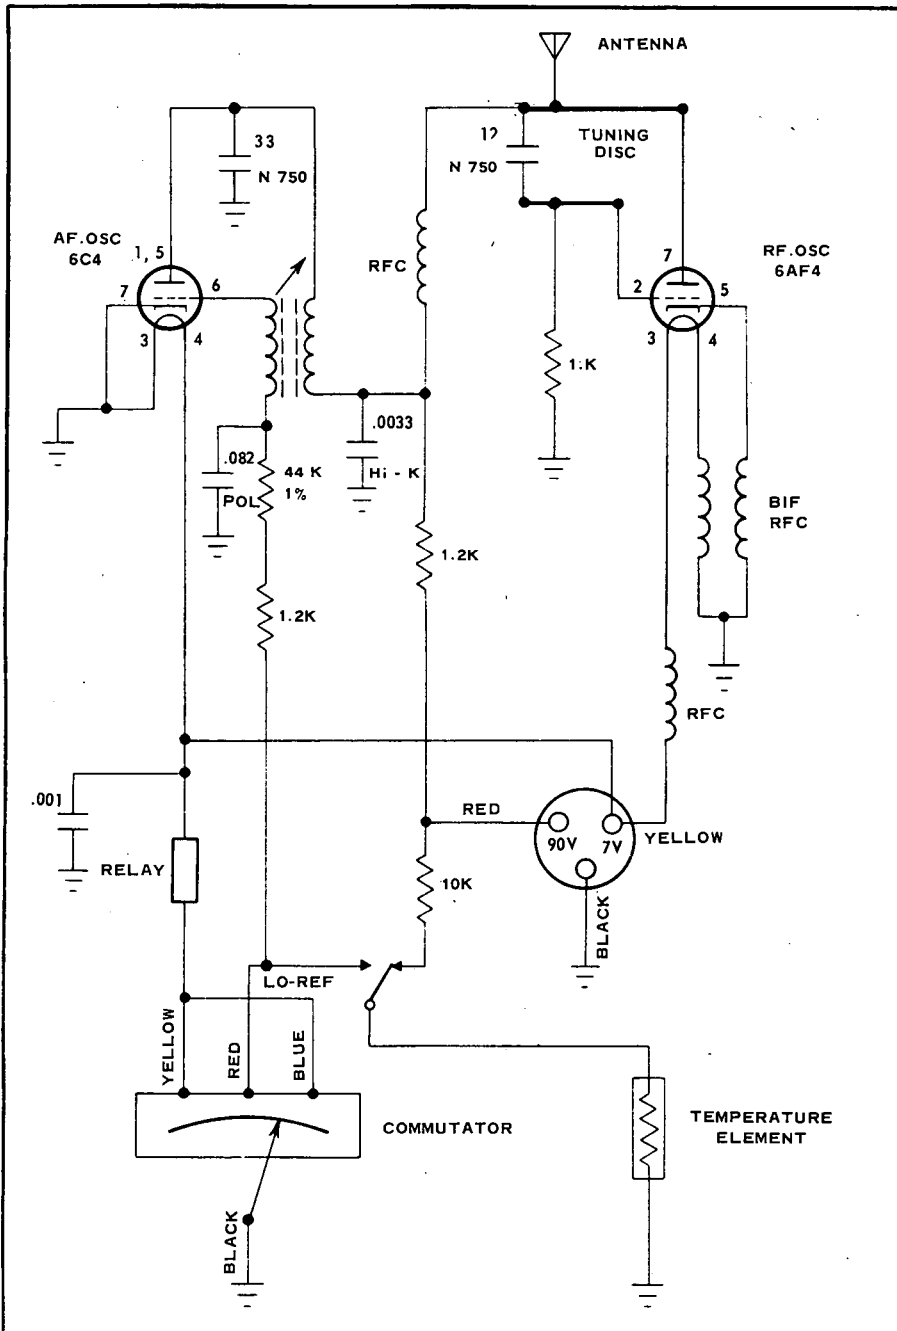 ANTENNA
33
N 750
12
N 750
TUNING
DISC
AF.OSC
6C4
1, 5
7
6
3
4
RFC
RF.OSC
6AF4
7
2
5
3
4
.0033
Hi - K
.082
POL
44 K
1%
1.2K
1.2K
BIF
RFC
RFC
.001
RELAY
RED
90V
7V
YELLOW
BLACK
10K
LO-REF
YELLOW
RED
BLUE
COMMUTATOR
BLACK
TEMPERATURE
ELEMENT